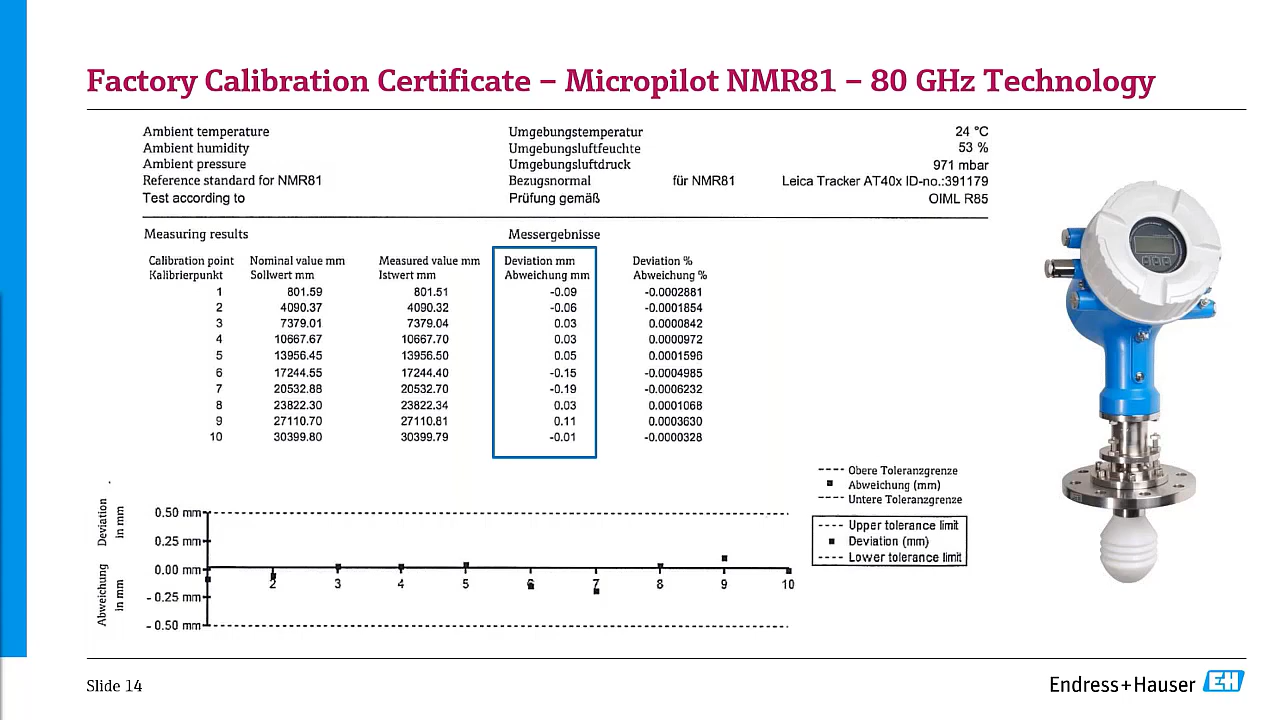 Factory Calibration Certificate – Micropilot NMR81 – 80 GHz Technology
Ambient temperature Umgebungstemperatur 24 °C
Ambient humidity Umgebungsluftfeuchte 53 %
Ambient pressure Umgebungsluftdruck 971 mbar
Reference standard for NMR81 Bezugsnormal für NMR81 Leica Tracker AT40x ID-no.:391179
Test according to Prüfung gemäß OIML R85
Measuring results Messergebnisse
Calibration point Nominal value mm Measured value mm Deviation mm Deviation %
Kalibrierpunkt Sollwert mm Istwert mm Abweichung mm Abweichung %
1 801.59 801.51 -0.09 -0.0002881
2 4090.37 4090.32 -0.06 -0.0001854
3 7379.01 7379.04 0.03 0.0000842
4 10667.67 10667.70 0.03 0.0000972
5 13956.45 13956.50 0.05 0.0001596
6 17244.55 17244.40 -0.15 -0.0004985
7 20532.88 20532.70 -0.19 -0.0006232
8 23822.30 23822.34 0.03 0.0001068
9 27110.70 27110.81 0.11 0.0003630
10 30399.80 30399.79 -0.01 -0.0000328
Obere Toleranzgrenze
Abweichung (mm)
Untere Toleranzgrenze
Upper tolerance limit
Deviation (mm)
Lower tolerance limit
Deviation in mm
Abweichung in mm
0.50 mm
0.25 mm
0.00 mm
- 0.25 mm
- 0.50 mm
2 3 4 5 6 7 8 9 10
Slide 14
Endress+Hauser EH